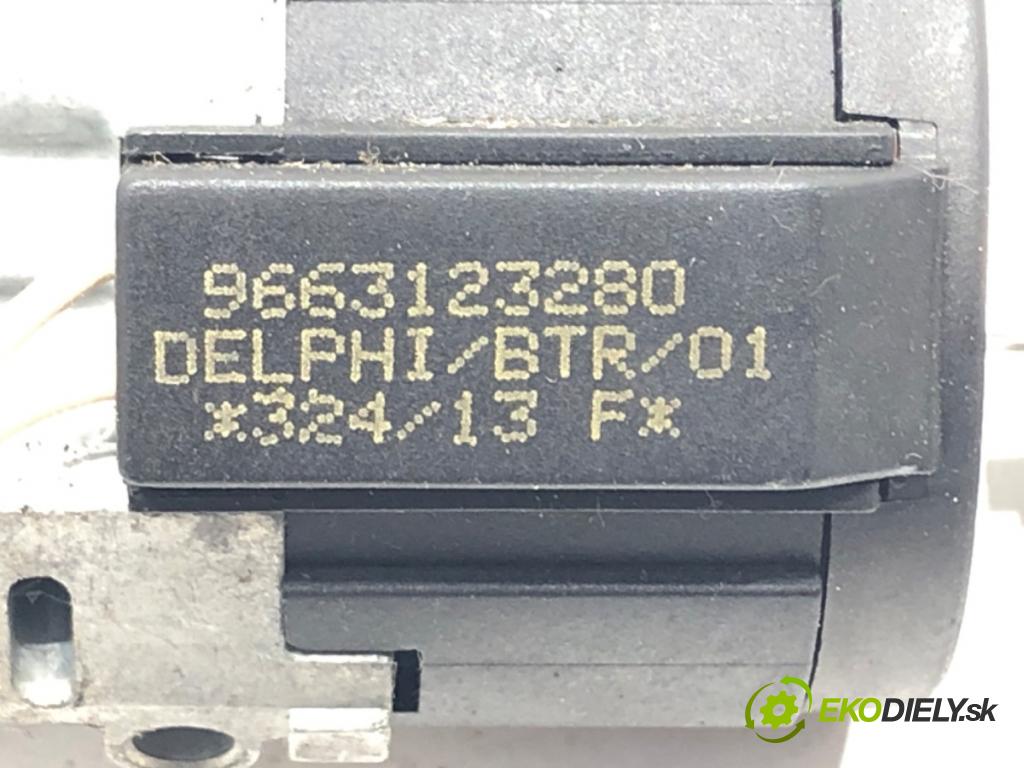 9663123280
DELPHI/BTR/01
*324/13 F*
EKODIELY.sk